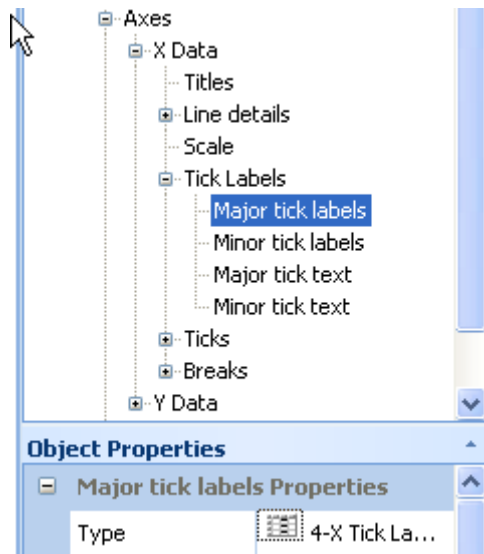 Axes
X Data
Titles
Line details
Scale
Tick Labels
Major tick labels
Minor tick labels
Major tick text
Minor tick text
Ticks
Breaks
Y Data
Object Properties
Major tick labels Properties
Type 4-X Tick La...